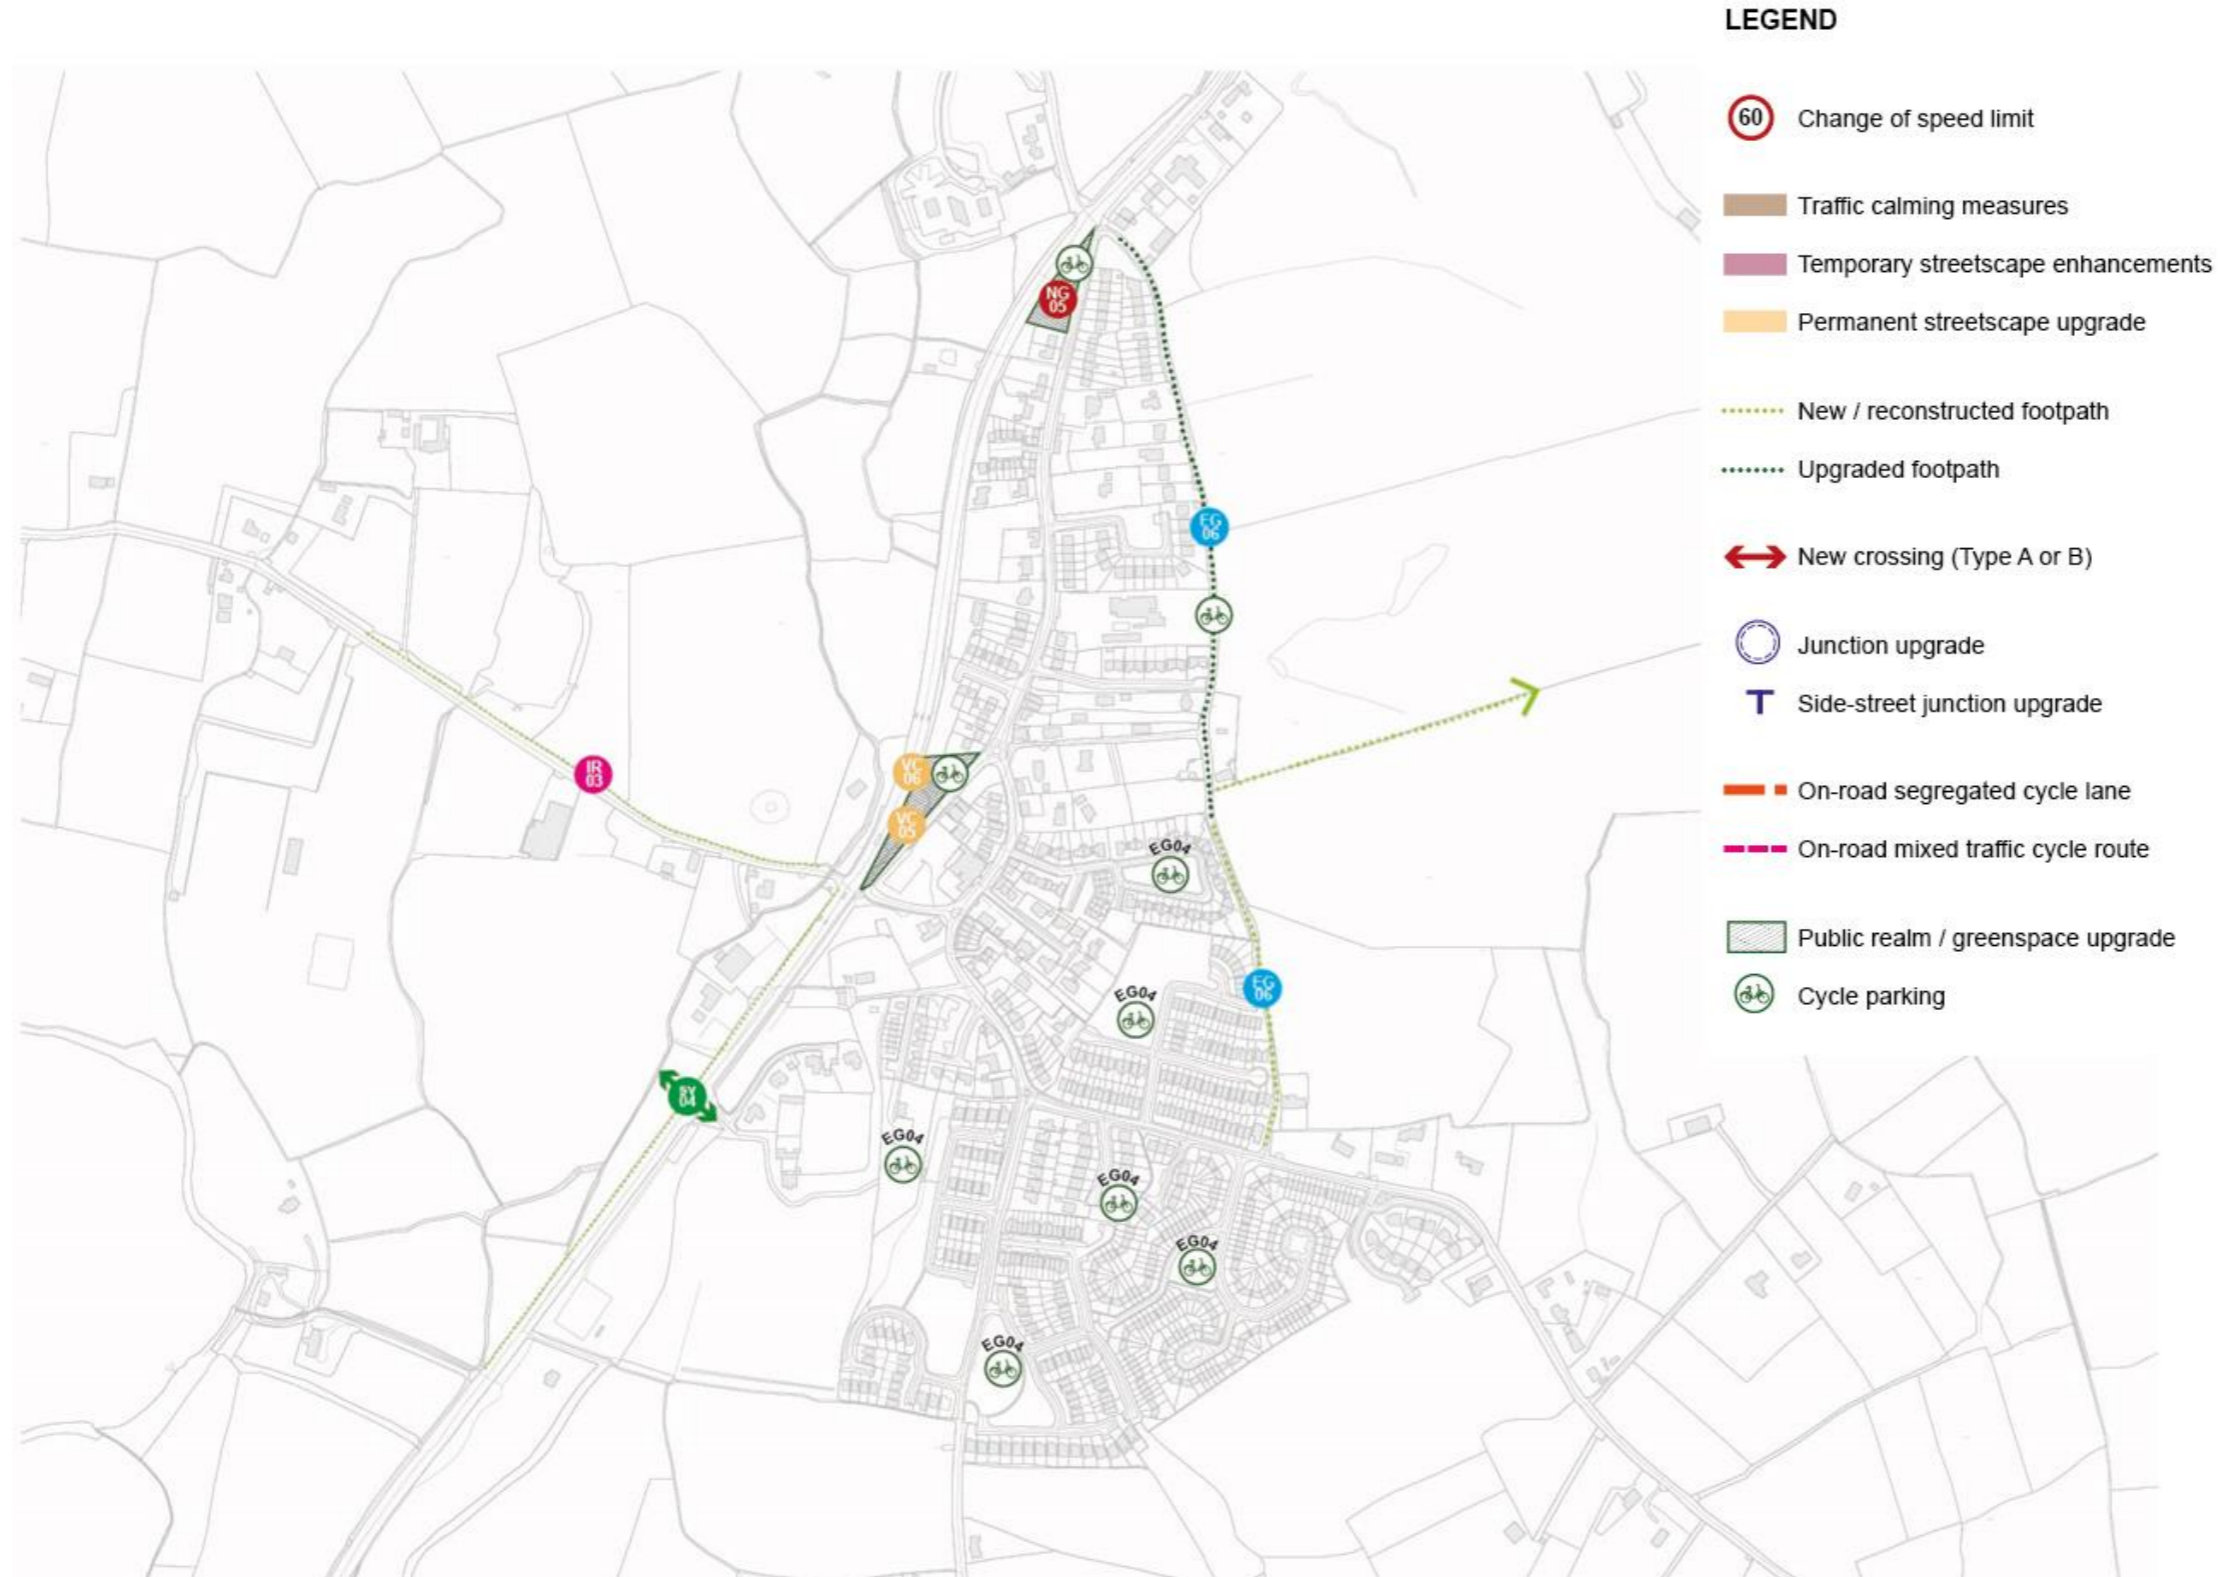 LEGEND
60 Change of speed limit
Traffic calming measures
Temporary streetscape enhancements
Permanent streetscape upgrade
New / reconstructed footpath
Upgraded footpath
New crossing (Type A or B)
Junction upgrade
Side-street junction upgrade
On-road segregated cycle lane
On-road mixed traffic cycle route
Public realm / greenspace upgrade
Cycle parking
NG
05
EG
06
IR
03
VC
06
VC
05
EG04
EG
06
EG04
SY
04
EG04
EG04
EG04
EG04